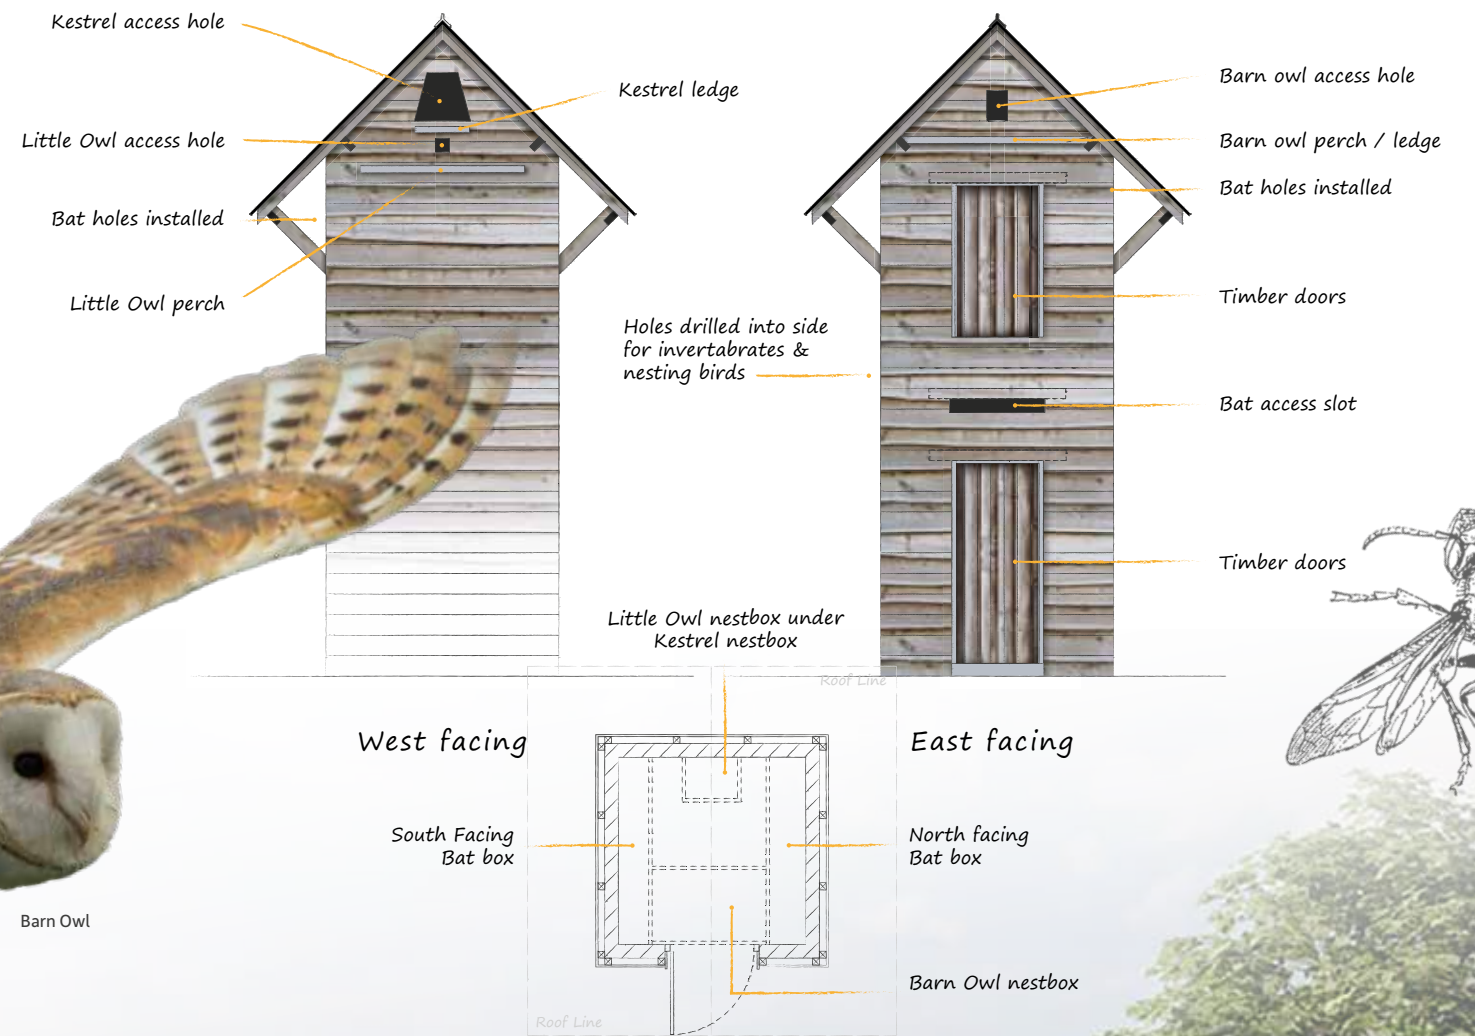 Kestrel access hole
Kestrel ledge
Little Owl access hole
Bat holes installed
Little Owl perch
Barn owl access hole
Barn owl perch / ledge
Bat holes installed
Timber doors
Holes drilled into side
for invertabrates &
nesting birds
Bat access slot
Timber doors
Little Owl nestbox under
Kestrel nestbox
Roof Line
West facing
East facing
South Facing
Bat box
North facing
Bat box
Barn Owl
Barn Owl nestbox
Roof Line